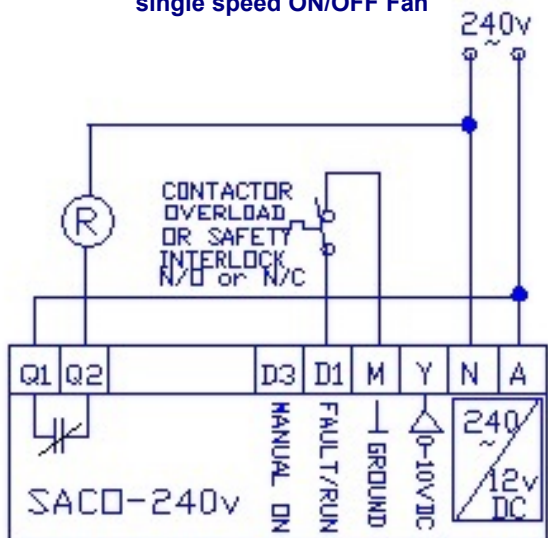 single speed ON/OFF Fan
240v
~
R
CONTACTOR
OVERLOAD
OR SAFETY
INTERLOCK
N/O or N/C
Q1 Q2 D3 D1 M Y N A
MANUAL ON
FAULT/RUN
GROUND
0-10VDC
240
~
12v
DC
SACO-240v